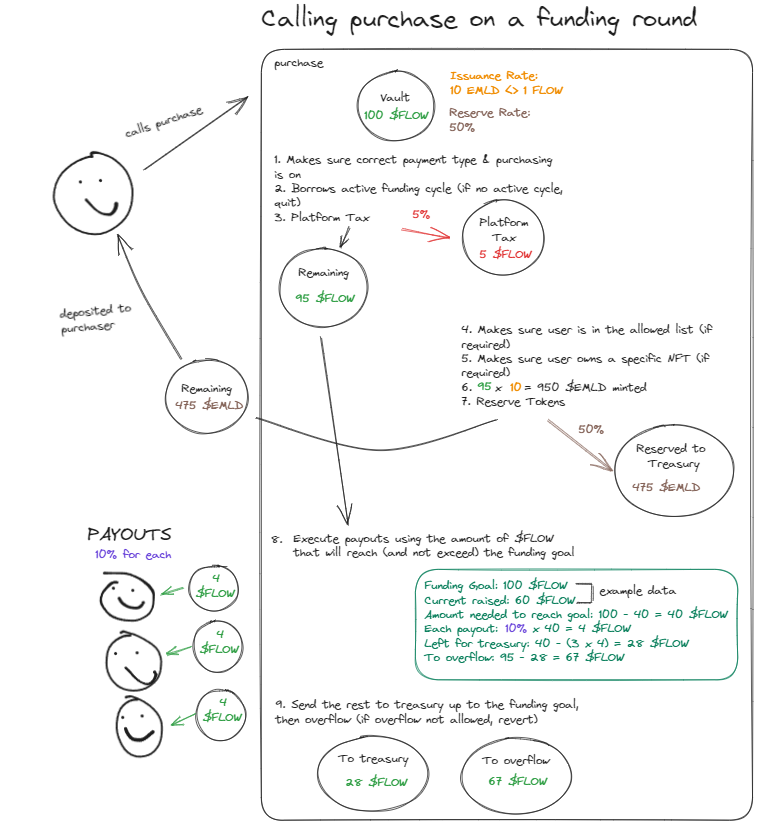 Calling purchase on a funding round
purchase
Vault
100 $FLOW
Issuance Rate:
10 EMLD <> 1 FLOW
Reserve Rate:
50%
calls purchase
1. Makes sure correct payment type & purchasing
is on
2. Borrows active funding cycle (if no active cycle,
quit)
3. Platform Tax
5%
Platform
Tax
5 $FLOW
Remaining
95 $FLOW
deposited to
purchaser
4. Makes sure user is in the allowed list (if
required)
5. Makes sure user owns a specific NFT (if
required)
6. 95 x 10 = 950 $EMLD minted
7. Reserve Tokens
Remaining
475 $EMLD
50%
Reserved to
Treasury
475 $EMLD
PAYOUTS
10% for each
4
$FLOW
4
$FLOW
4
$FLOW
8. Execute payouts using the amount of $FLOW
that will reach (and not exceed) the funding goal
Funding Goal: 100 $FLOW
Current raised: 60 $FLOW
example data
Amount needed to reach goal: 100 - 40 = 40 $FLOW
Each payout: 10% x 40 = 4 $FLOW
Left for treasury: 40 - (3 x 4) = 28 $FLOW
To overflow: 95 - 28 = 67 $FLOW
9. Send the rest to treasury up to the funding goal,
then overflow (if overflow not allowed, revert)
To treasury
28 $FLOW
To overflow
67 $FLOW